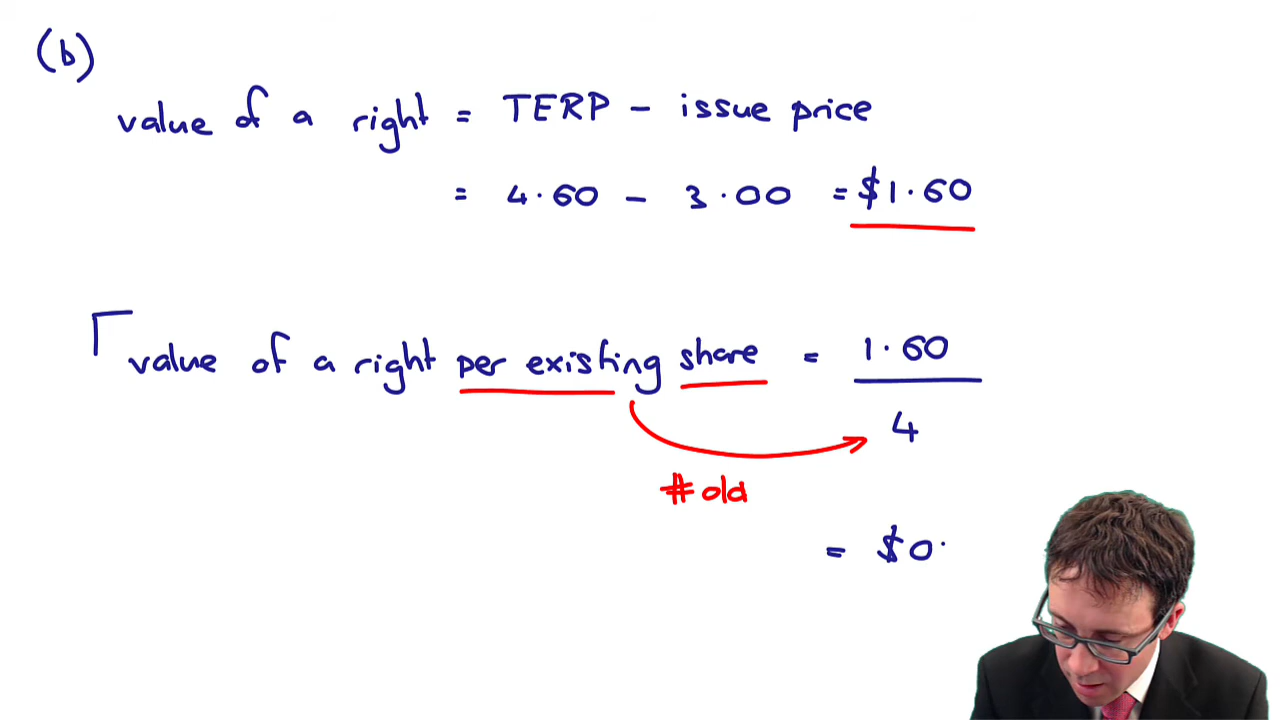 (b)
value of a right = TERP - issue price
= 4.60 - 3.00 = $1.60
value of a right per existing share = 1.60
4
# old
= $0.